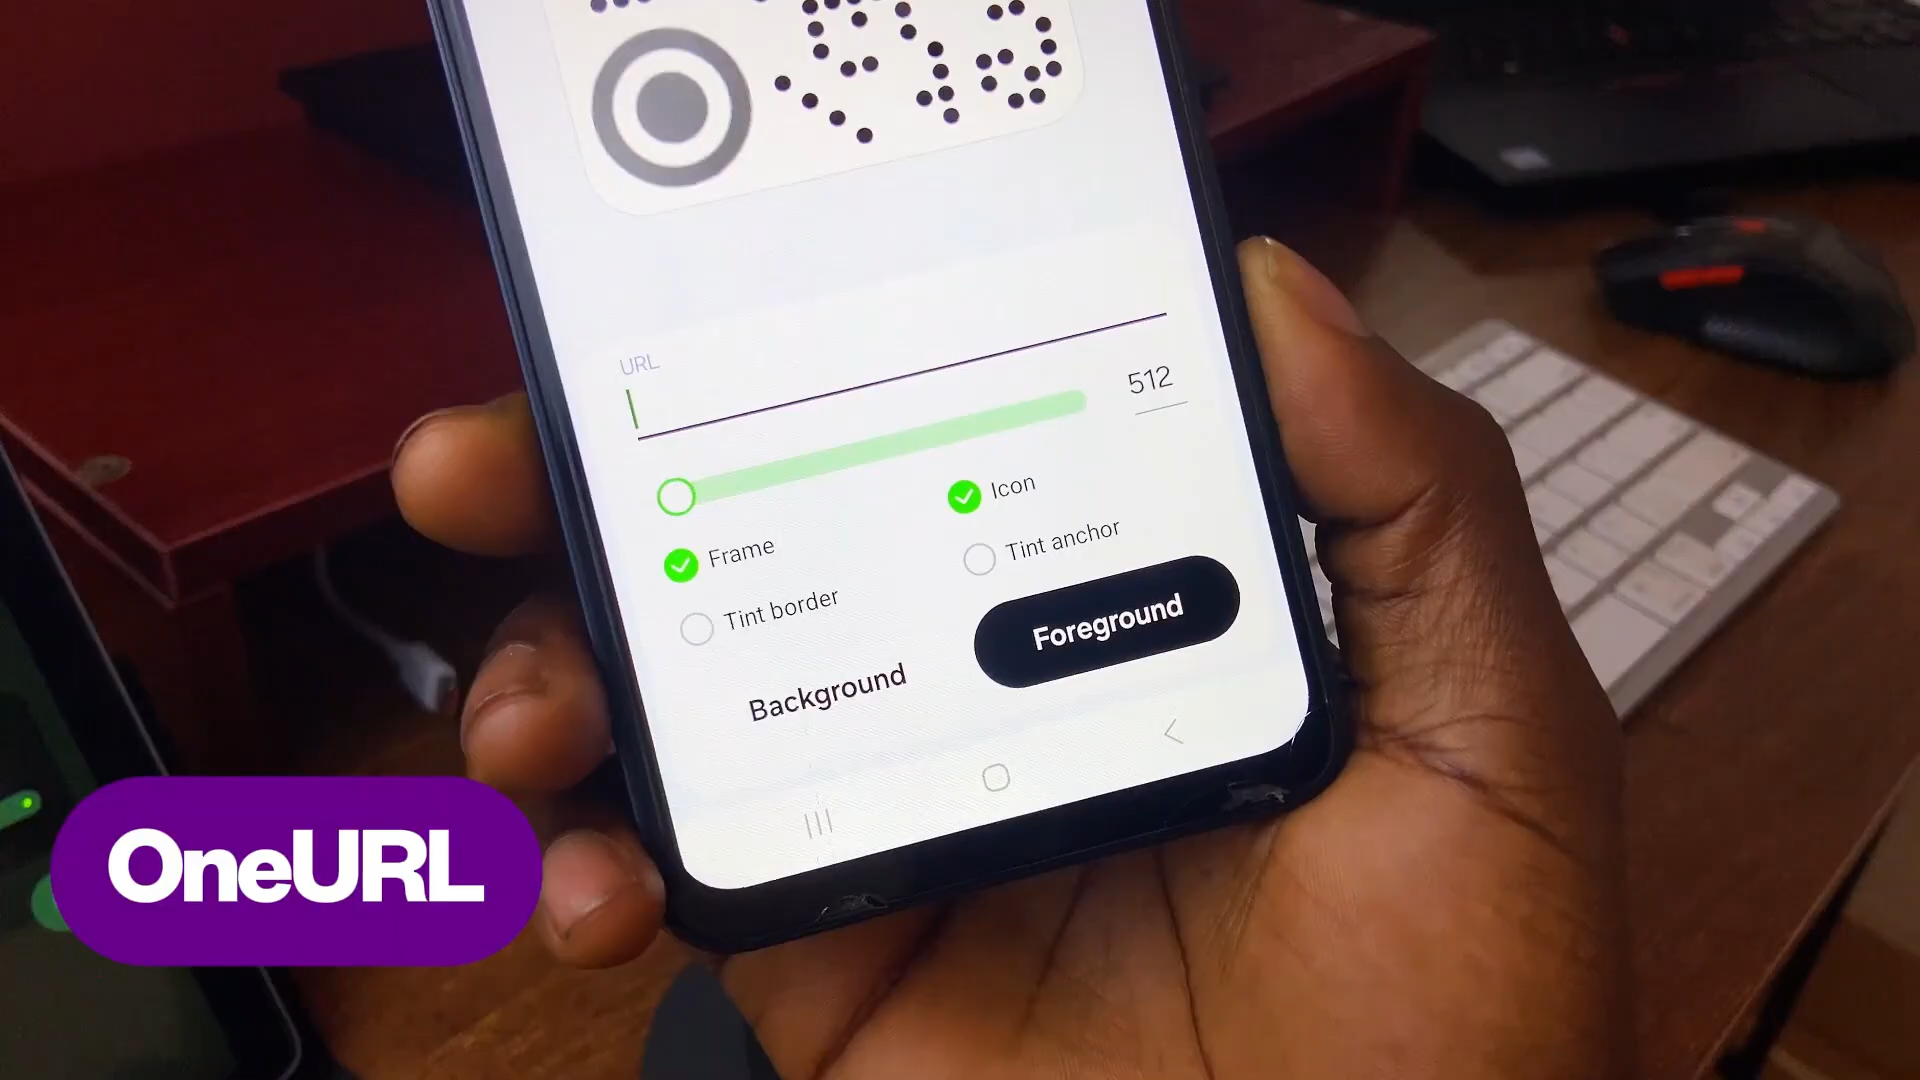 URL
512
Icon
Frame
Tint anchor
Tint border
Foreground
Background
OneURL